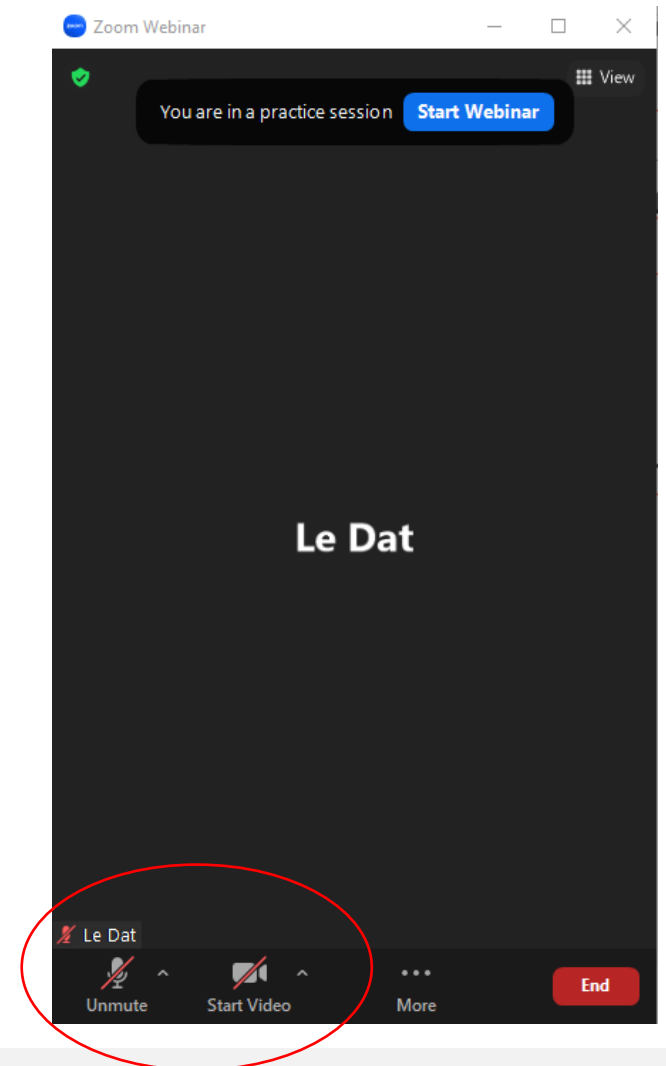 Zoom Webinar
View
You are in a practice session Start Webinar
Le Dat
Le Dat
Unmute Start Video More End